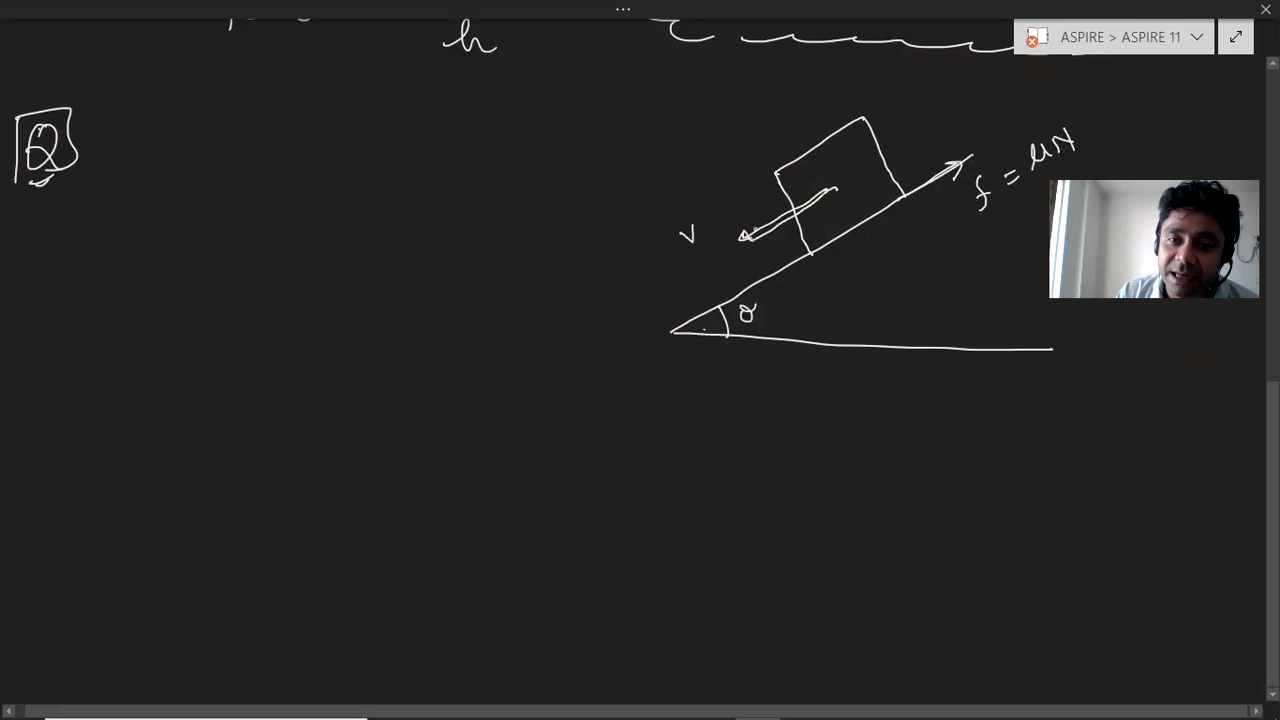 h
ASPIRE > ASPIRE 11
Q
f = μN
v
θ